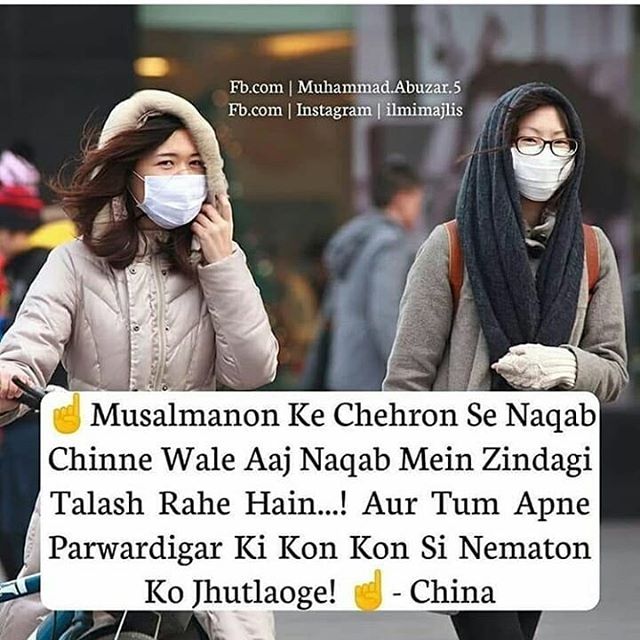 Fb.com | Muhammad.Abuzar.5
Fb.com | Instagram | ilmimajlis
☝ Musalmanon Ke Chehron Se Naqab
Chinne Wale Aaj Naqab Mein Zindagi
Talash Rahe Hain...! Aur Tum Apne
Parwardigar Ki Kon Kon Si Nematon
Ko Jhutlaoge! ☝ - China